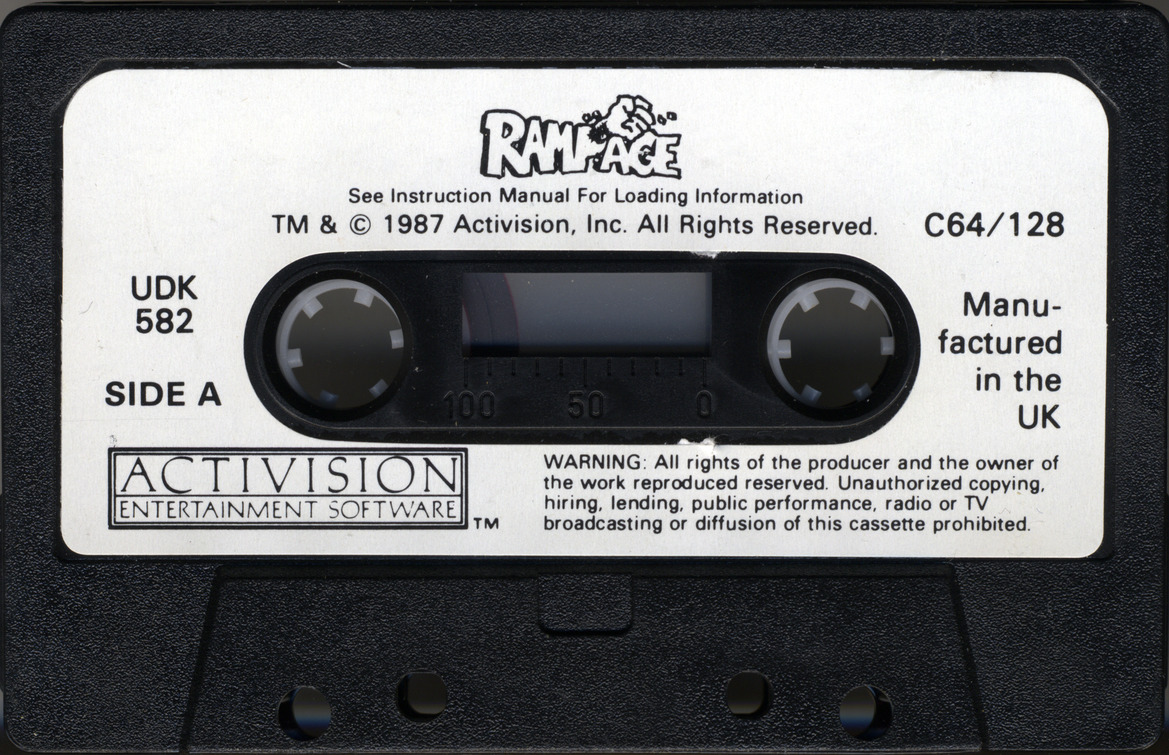 RAMPAGE
See Instruction Manual For Loading Information
TM & © 1987 Activision, Inc. All Rights Reserved.
C64/128
UDK
582
SIDE A
Manu-
factured
in the
UK
100 50 0
ACTIVISION
ENTERTAINMENT SOFTWARE
TM
WARNING: All rights of the producer and the owner of
the work reproduced reserved. Unauthorized copying,
hiring, lending, public performance, radio or TV
broadcasting or diffusion of this cassette prohibited.